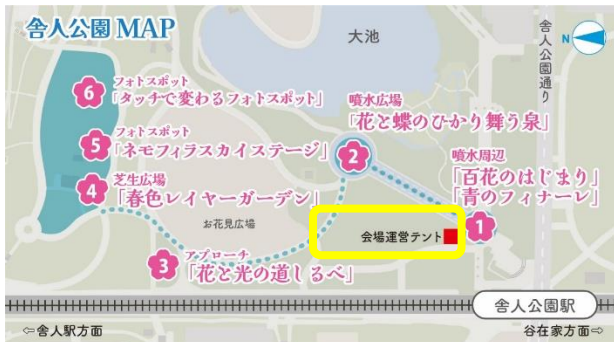 舎人公園 MAP
大池
舎人公園通り
N
6
フォトスポット
「タッチで変わるフォトスポット」
噴水広場
「花と蝶のひかり舞う泉」
5
フォトスポット
「ネモフィラスカイステージ」
2
噴水周辺
「百花のはじまり」
「青のフィナーレ」
4
芝生広場
「春色レイヤーガーデン」
1
お花見広場
会場運営テント
3
アプローチ
「花と光の道しるべ」
舎人公園駅
⇦舎人駅方面
谷在家方面⇨